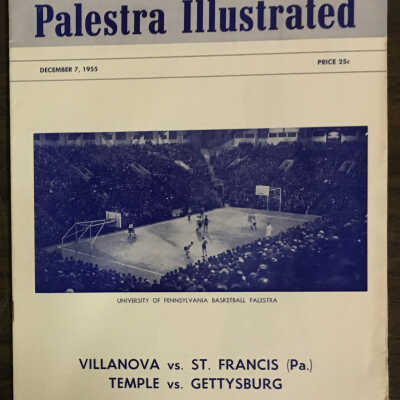 Palestra Illustrated
DECEMBER 7, 1955
PRICE 25c
UNIVERSITY OF PENNSYLVANIA BASKETBALL PALESTRA
VILLANOVA vs. ST. FRANCIS (Pa.)
TEMPLE vs. GETTYSBURG